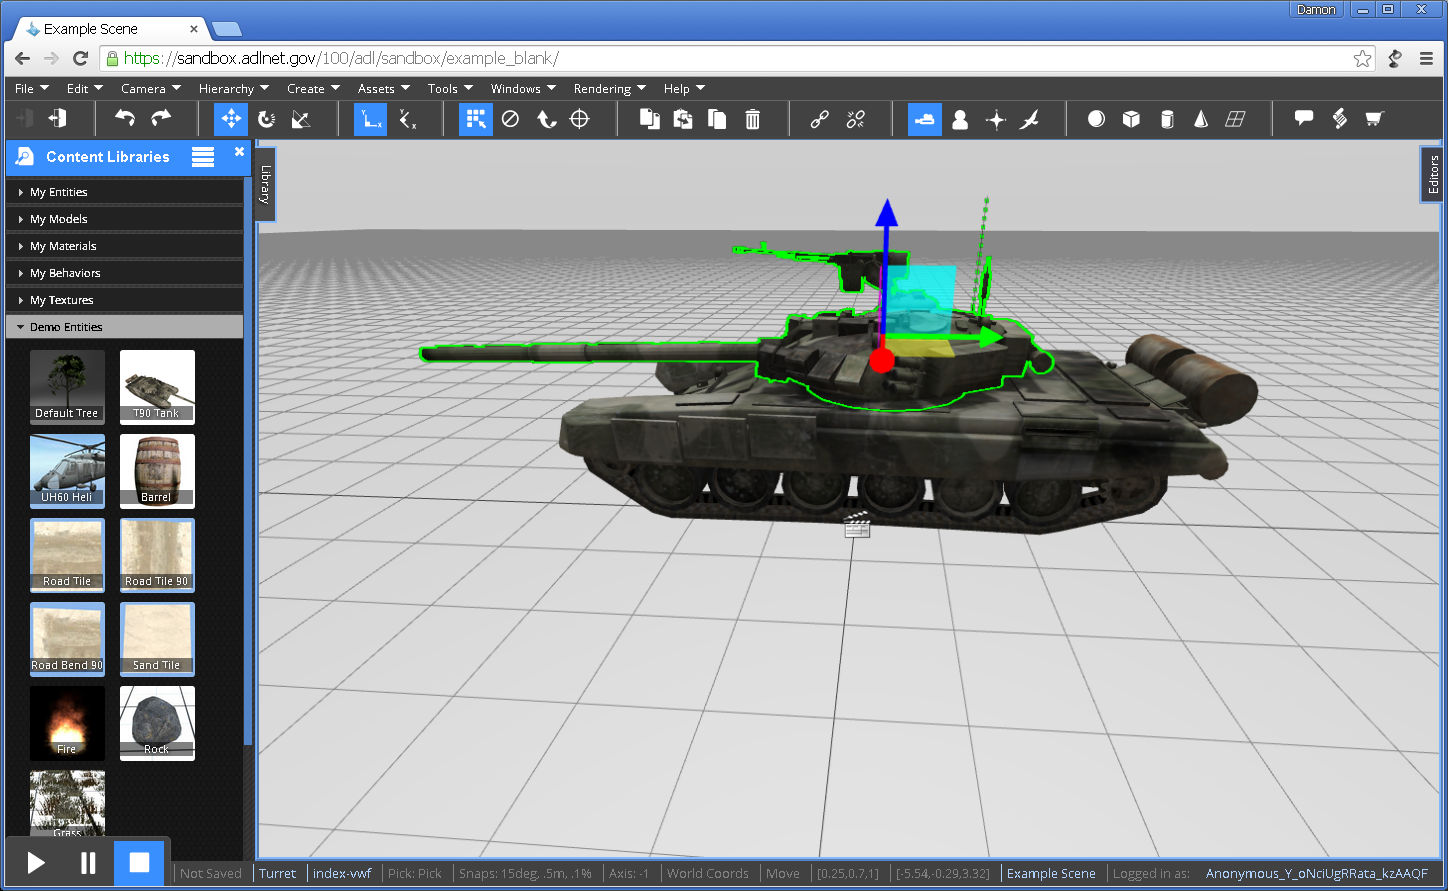 Damon
Example Scene
https://sandbox.adlnet.gov/100/adl/sandbox/example_blank/
File Edit Camera Hierarchy Create Assets Tools Windows Rendering Help
Content Libraries
Library
Editors
My Entities
My Models
My Materials
My Behaviors
My Textures
Demo Entities
Default Tree T90 Tank
UH60 Heli Barrel
Road Tile Road Tile 90
Road Bend 90 Sand Tile
Fire Rock
Grass
Not Saved Turret index-vwf Pick: Pick Snaps: 15deg, .5m, .1% Axis: -1 World Coords Move [0.25,0.7,1] [-5.54,-0.29,3.32] Example Scene Logged in as: Anonymous_Y_oNciUgRRata_kzAAQF